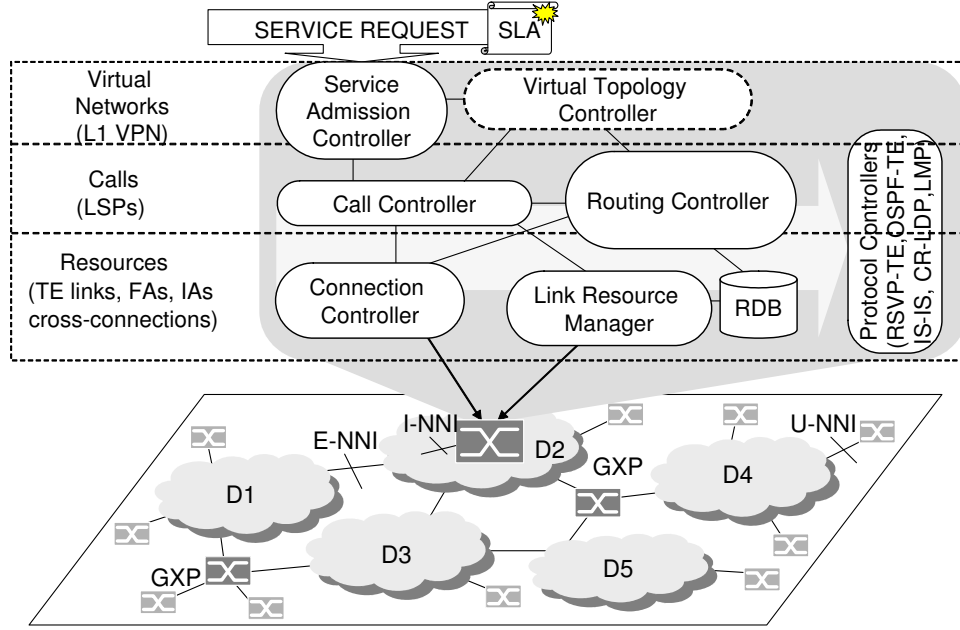 SERVICE REQUEST
SLA
Virtual
Networks
(L1 VPN)
Service
Admission
Controller
Virtual Topology
Controller
Calls
(LSPs)
Call Controller
Routing Controller
Resources
(TE links, FAs, IAs
cross-connections)
Connection
Controller
Link Resource
Manager
RDB
Protocol Controllers
(RSVP-TE,OSPF-TE,
IS-IS, CR-LDP,LMP)
E-NNI
I-NNI
D2
GXP
U-NNI
D4
D1
D3
D5
GXP